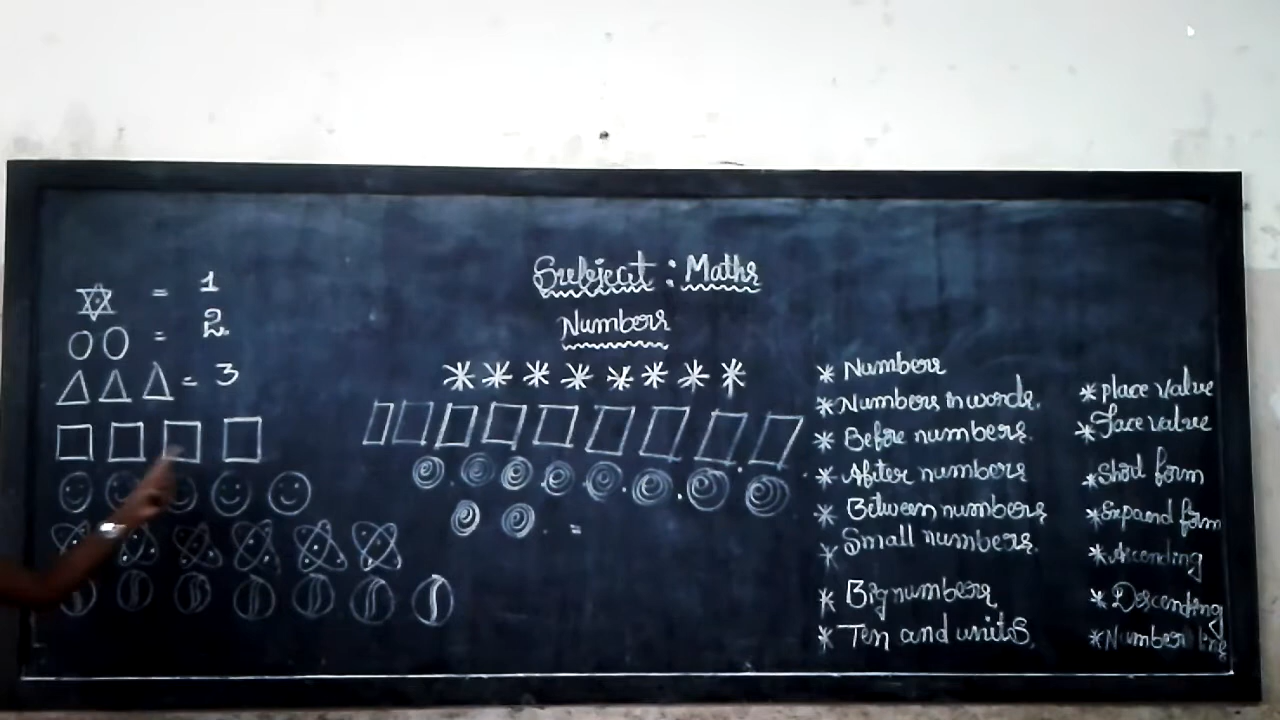 Subject : Maths
Numbers
= 1
= 2
= 3
=
* Numbers
* Numbers in words.
* Before numbers.
* After numbers
* Between numbers
* Small numbers.
* Big numbers
* Ten and units.
* place value
* Face value
* Short form
* Expand form
* Ascending
* Descending
* Number line